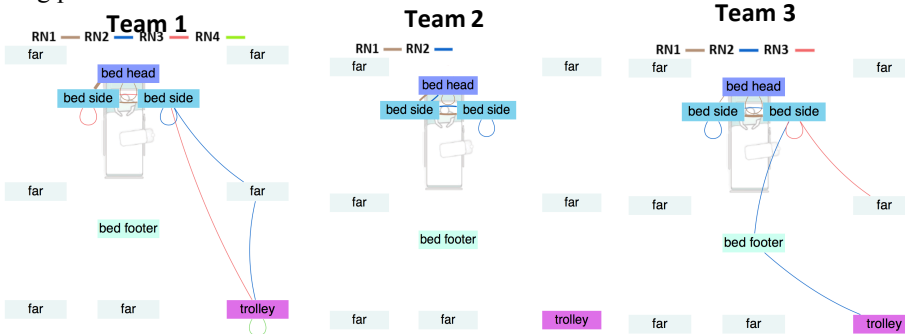 Team 1
RN1 RN2 RN3 RN4
far far
bed head
bed side bed side
far far
bed footer
far far trolley
Team 2
RN1 RN2
far far
bed head
bed side bed side
far far
bed footer
far far trolley
Team 3
RN1 RN2 RN3
far far
bed head
bed side bed side
far far
bed footer
far far trolley